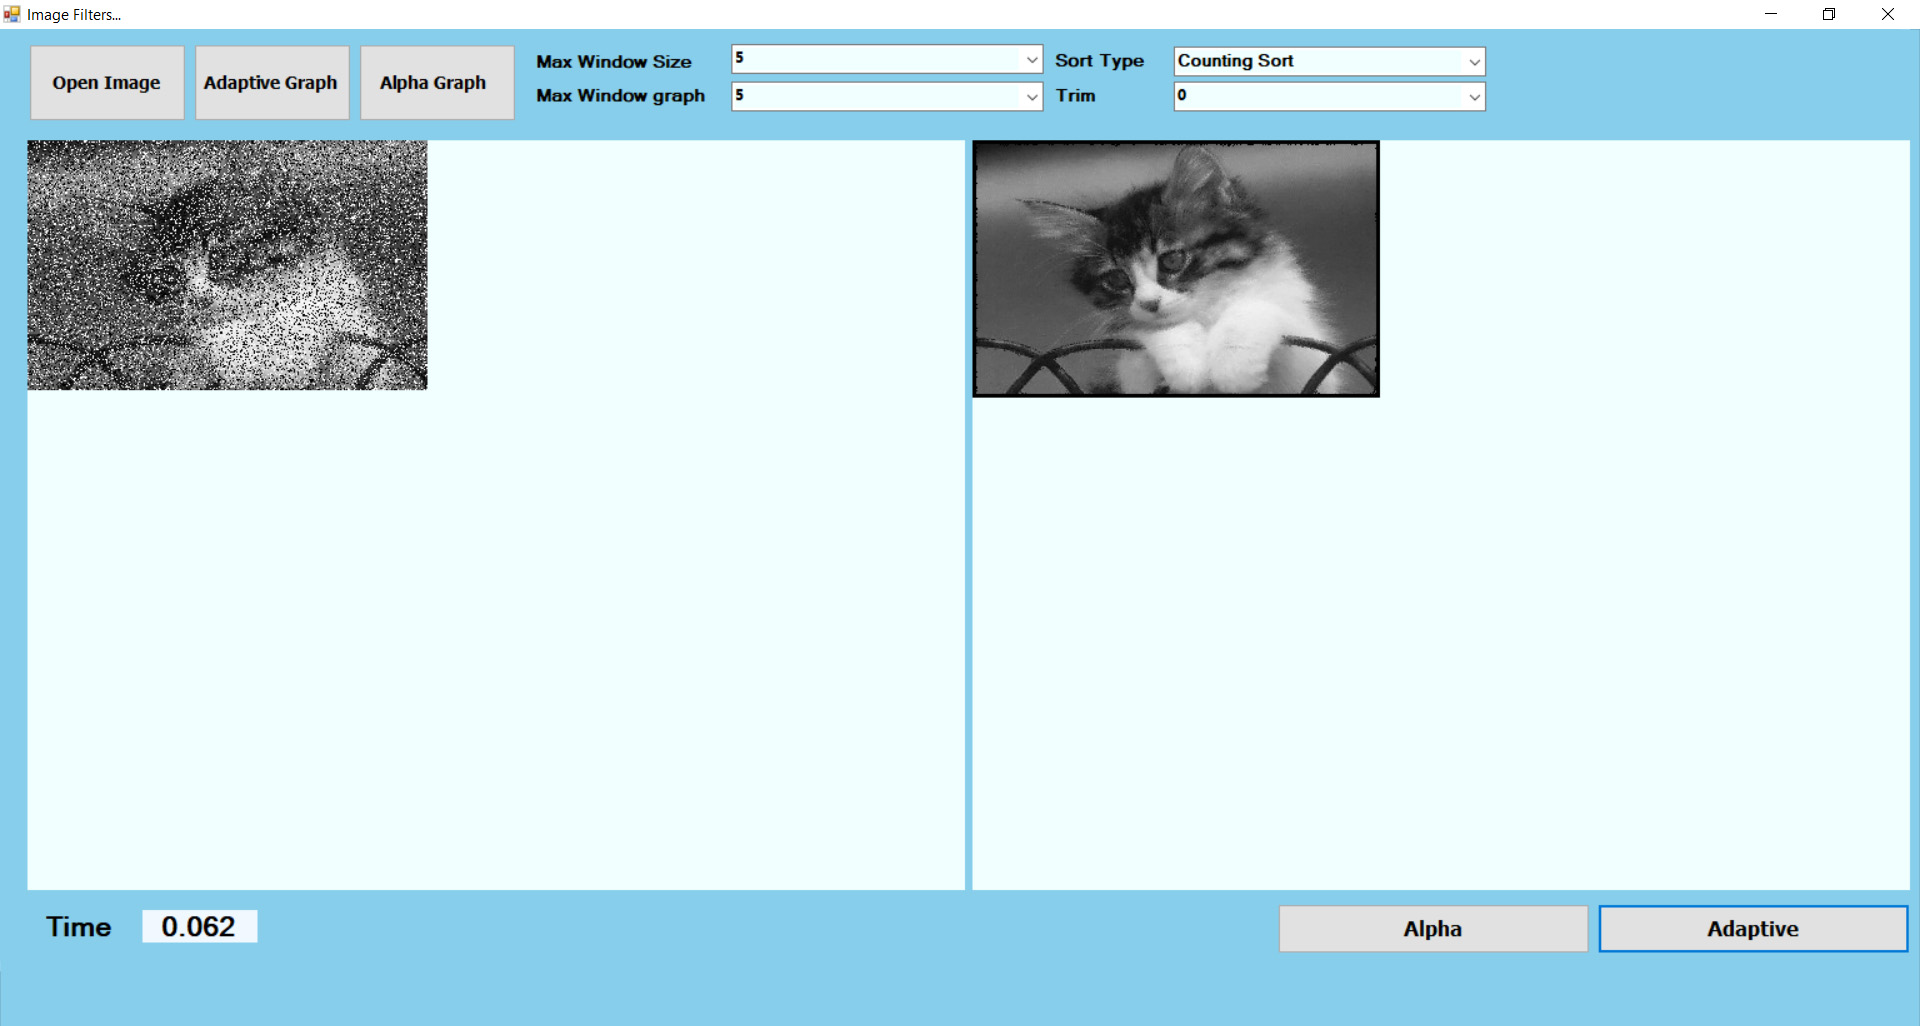 Image Filters...
Open Image
Adaptive Graph
Alpha Graph
Max Window Size
5
Sort Type
Counting Sort
Max Window graph
5
Trim
0
Time
0.062
Alpha
Adaptive